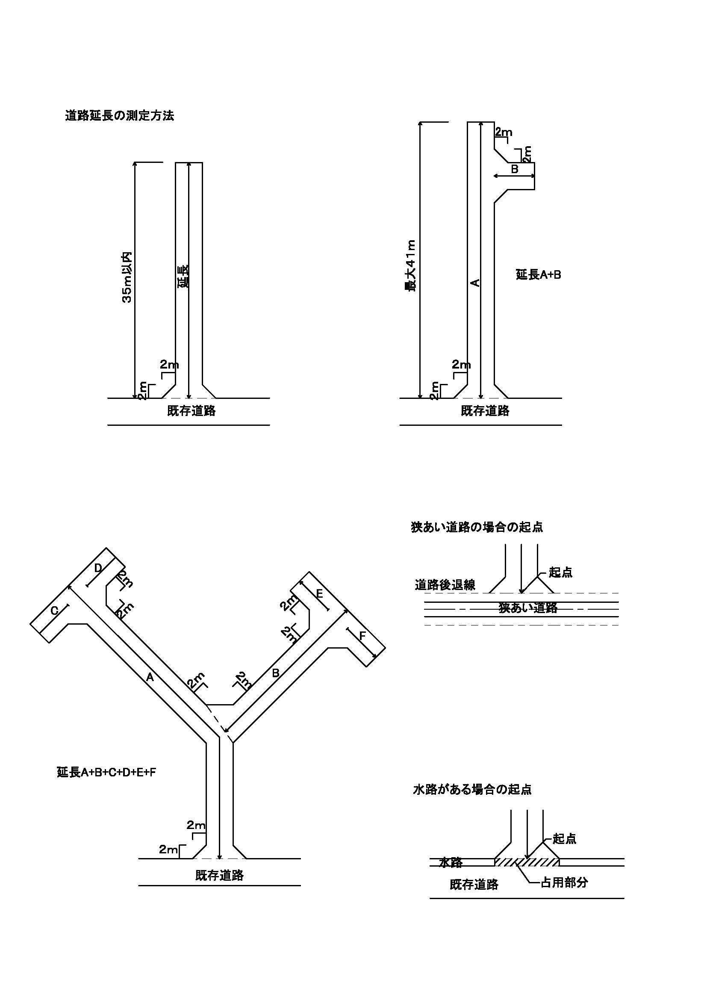 道路延長の測定方法
35m以内
延長
2m
2m
既存道路
最大41m
A
2m
2m
B
延長A+B
2m
2m
既存道路
D
2m
C
2m
A
2m
E
2m
2m
F
B
2m
延長A+B+C+D+E+F
2m
2m
既存道路
狭あい道路の場合の起点
起点
道路後退線
狭あい道路
水路がある場合の起点
起点
水路
既存道路
占用部分